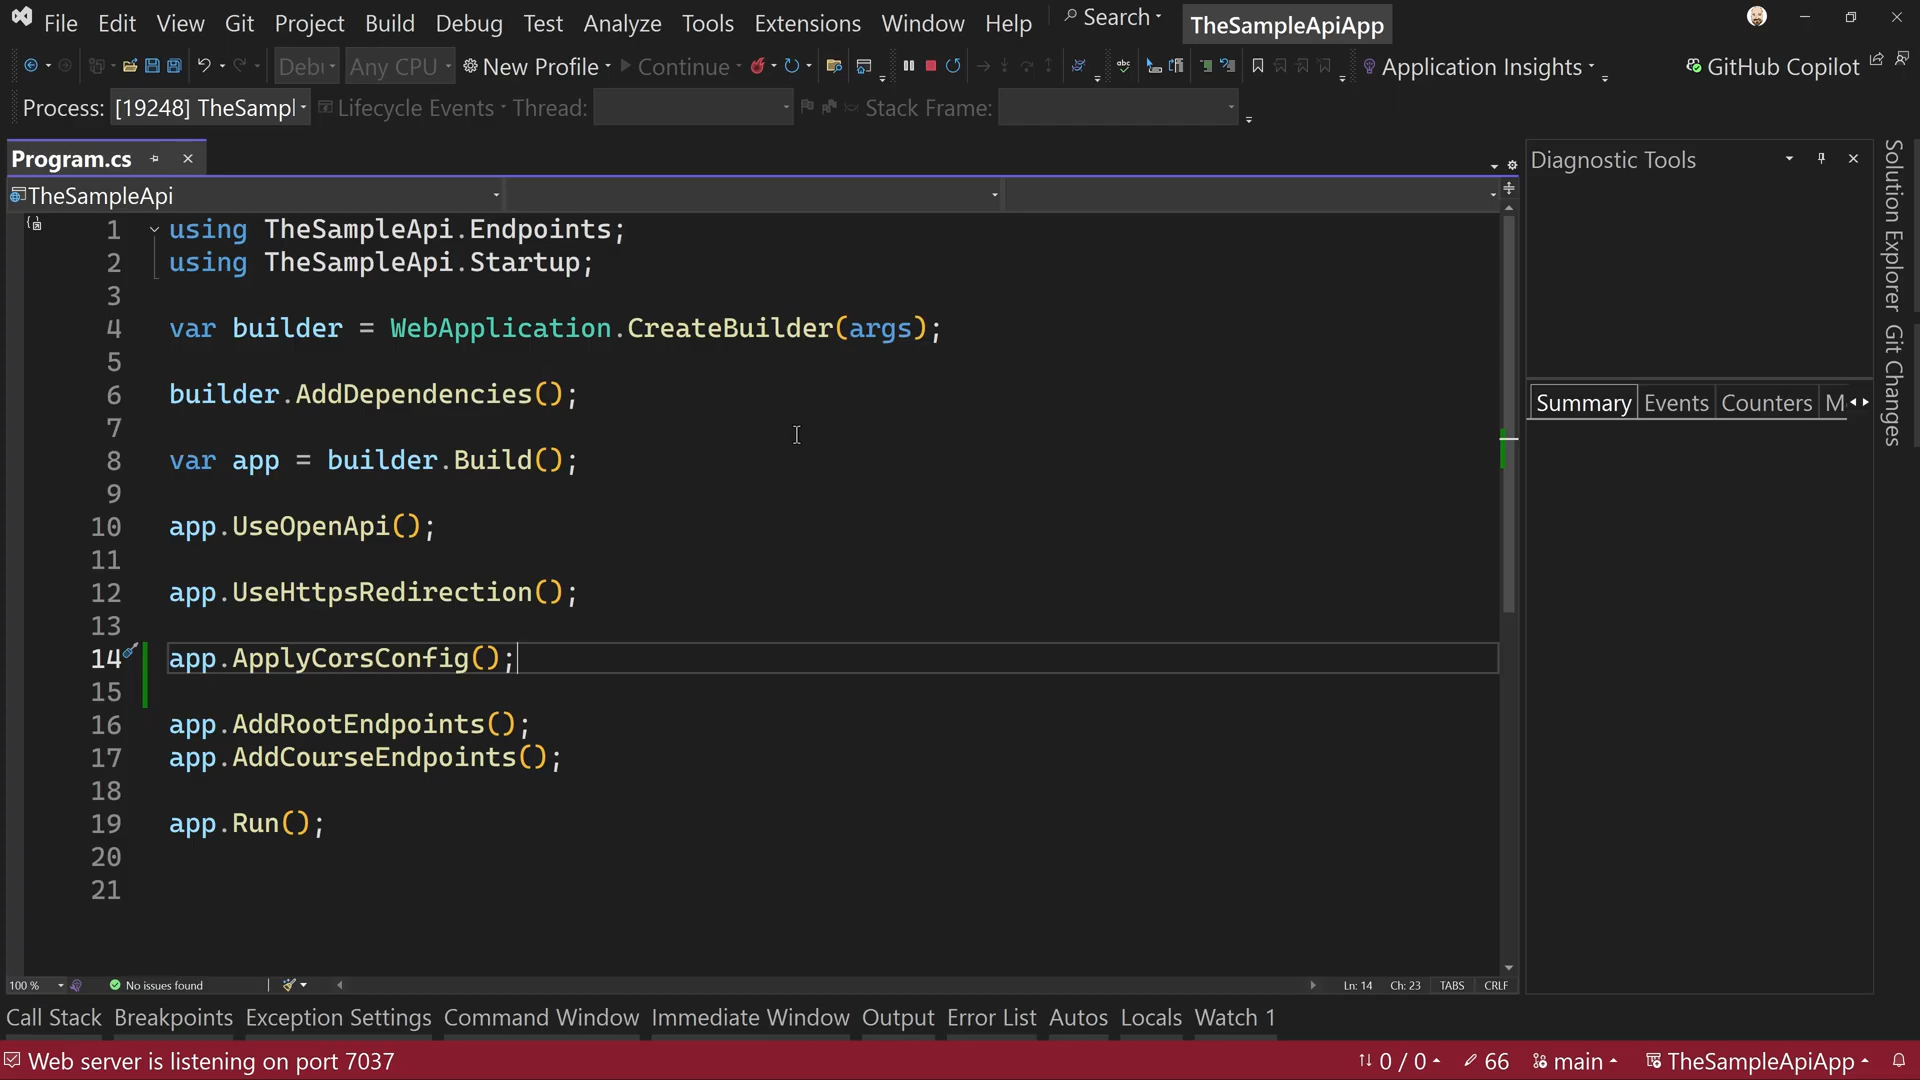 File Edit View Git Project Build Debug Test Analyze Tools Extensions Window Help Search TheSampleApiApp
Debu Any CPU New Profile Continue Application Insights GitHub Copilot
Process: [19248] TheSampl Lifecycle Events Thread: Stack Frame:
Program.cs
TheSampleApi
1 using TheSampleApi.Endpoints;
2 using TheSampleApi.Startup;
3
4 var builder = WebApplication.CreateBuilder(args);
5
6 builder.AddDependencies();
7
8 var app = builder.Build();
9
10 app.UseOpenApi();
11
12 app.UseHttpsRedirection();
13
14 app.ApplyCorsConfig();
15
16 app.AddRootEndpoints();
17 app.AddCourseEndpoints();
18
19 app.Run();
20
21
Diagnostic Tools
Summary Events Counters M
Solution Explorer
Git Changes
100 % No issues found Ln: 14 Ch: 23 TABS CRLF
Call Stack Breakpoints Exception Settings Command Window Immediate Window Output Error List Autos Locals Watch 1
Web server is listening on port 7037 0 / 0 66 main TheSampleApiApp